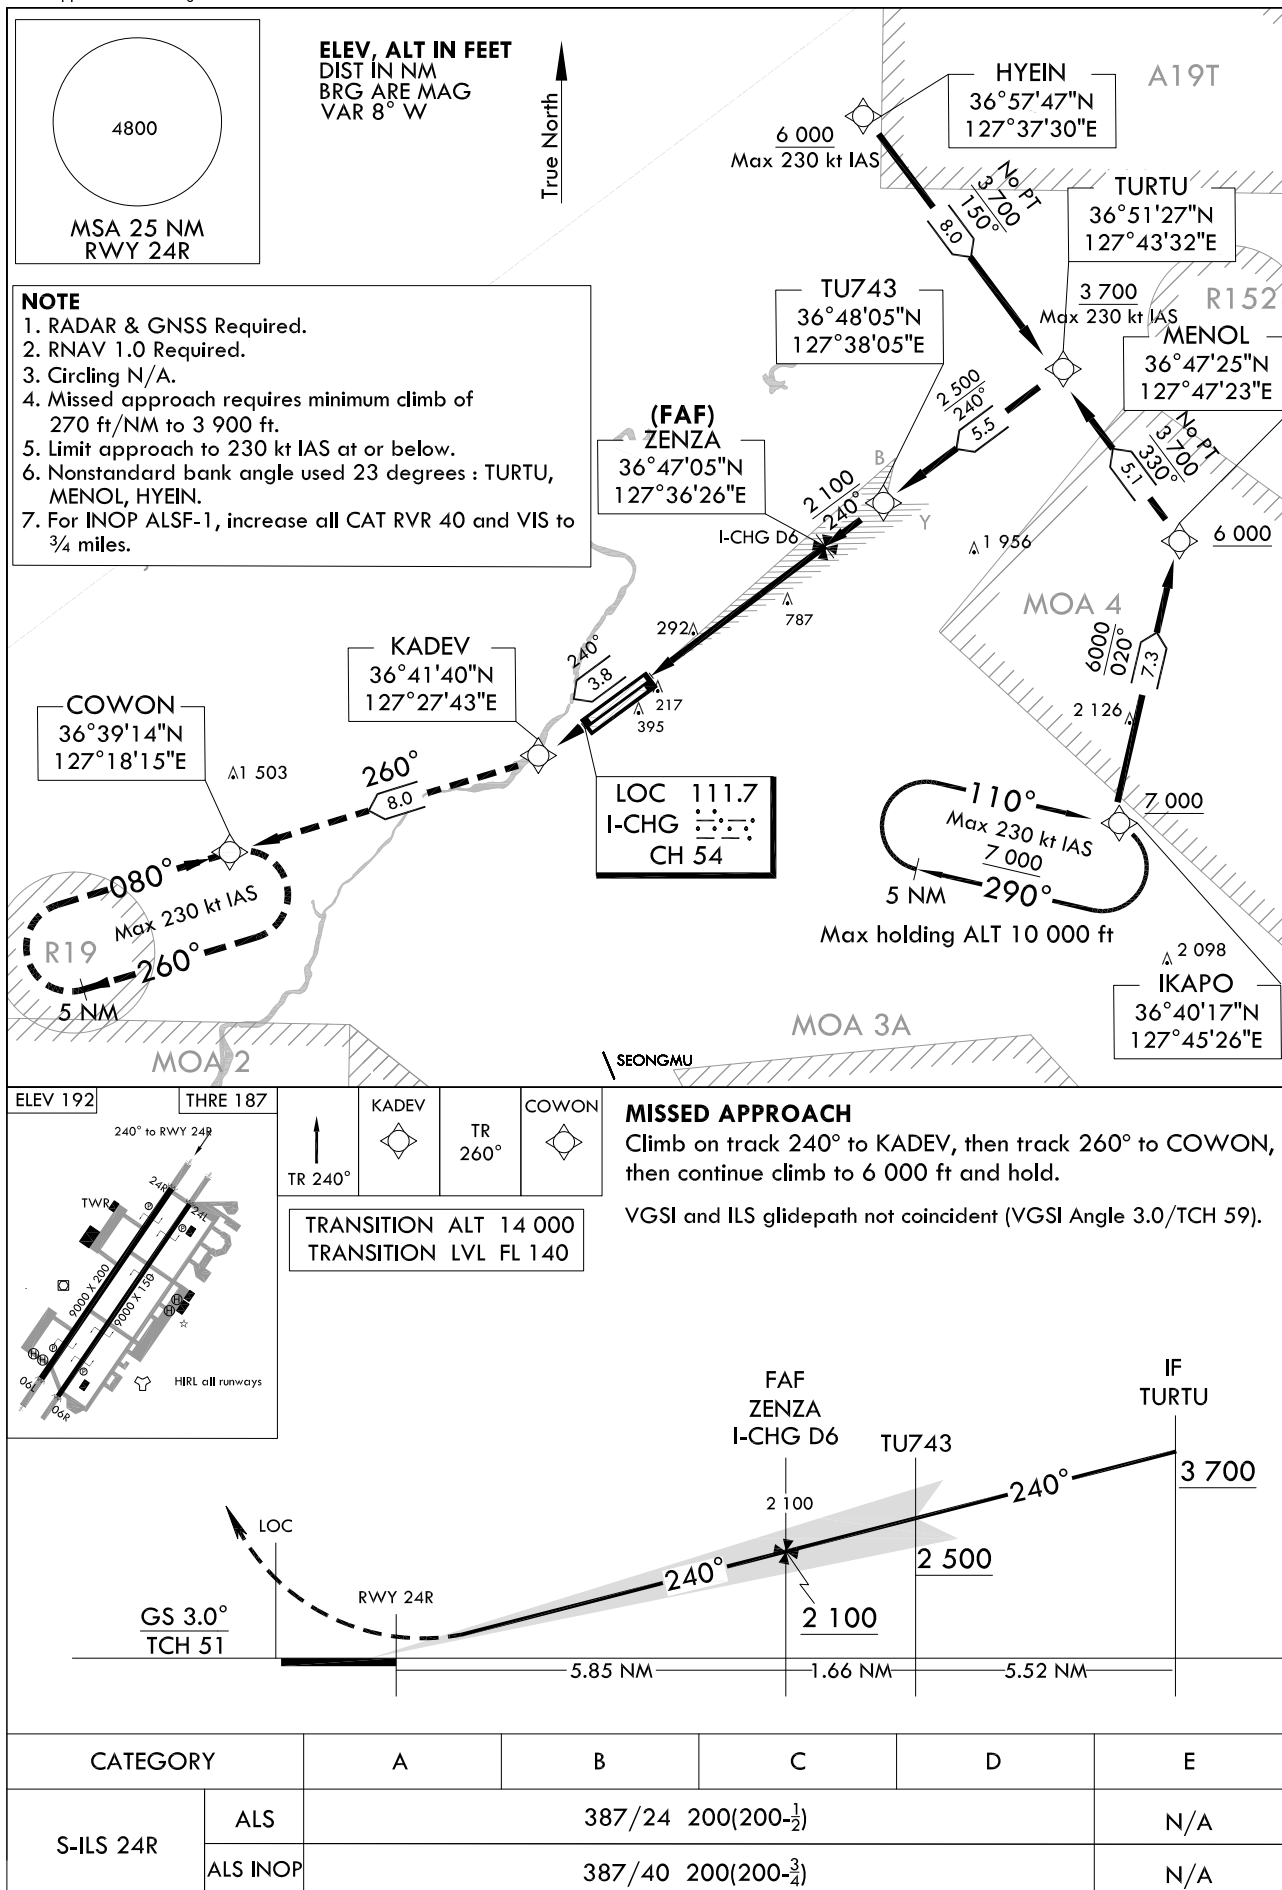 4800
MSA 25 NM
RWY 24R
ELEV, ALT IN FEET
DIST IN NM
BRG ARE MAG
VAR 8° W
True North
HYEIN
36°57'47"N
127°37'30"E
A19T
6 000
Max 230 kt IAS
No PT
3 700
150°
8.0
TURTU
36°51'27"N
127°43'32"E
3 700
Max 230 kt IAS
R152
TU743
36°48'05"N
127°38'05"E
MENOL
36°47'25"N
127°47'23"E
NOTE
1. RADAR & GNSS Required.
2. RNAV 1.0 Required.
3. Circling N/A.
4. Missed approach requires minimum climb of
270 ft/NM to 3 900 ft.
5. Limit approach to 230 kt IAS at or below.
6. Nonstandard bank angle used 23 degrees : TURTU,
MENOL, HYEIN.
7. For INOP ALSF-1, increase all CAT RVR 40 and VIS to
¾ miles.
2 500
240°
5.5
(FAF)
ZENZA
36°47'05"N
127°36'26"E
No PT
3 700
330°
5.1
B
Y
2 100
240°
I-CHG D6
6 000
1 956
787
MOA 4
292
6000
020°
7.3
KADEV
36°41'40"N
127°27'43"E
240°
3.8
217
395
2 126
COWON
36°39'14"N
127°18'15"E
1 503
260°
8.0
LOC 111.7
I-CHG
CH 54
7 000
110°
Max 230 kt IAS
7 000
290°
5 NM
Max holding ALT 10 000 ft
080°
Max 230 kt IAS
260°
R19
5 NM
2 098
IKAPO
36°40'17"N
127°45'26"E
MOA 3A
MOA 2
SEONGMU
ELEV 192
THRE 187
240° to RWY 24R
24R
24L
TWR
9000 X 200
9000 X 150
06L
06R
HIRL all runways
TR 240°
KADEV
TR
260°
COWON
TRANSITION ALT 14 000
TRANSITION LVL FL 140
MISSED APPROACH
Climb on track 240° to KADEV, then track 260° to COWON,
then continue climb to 6 000 ft and hold.
VGSI and ILS glidepath not coincident (VGSI Angle 3.0/TCH 59).
FAF
ZENZA
I-CHG D6
TU743
IF
TURTU
3 700
240°
2 100
2 500
240°
2 100
LOC
RWY 24R
GS 3.0°
TCH 51
5.85 NM
1.66 NM
5.52 NM
CATEGORY A B C D E
S-ILS 24R
ALS 387/24 200(200-½) N/A
ALS INOP 387/40 200(200-¾) N/A